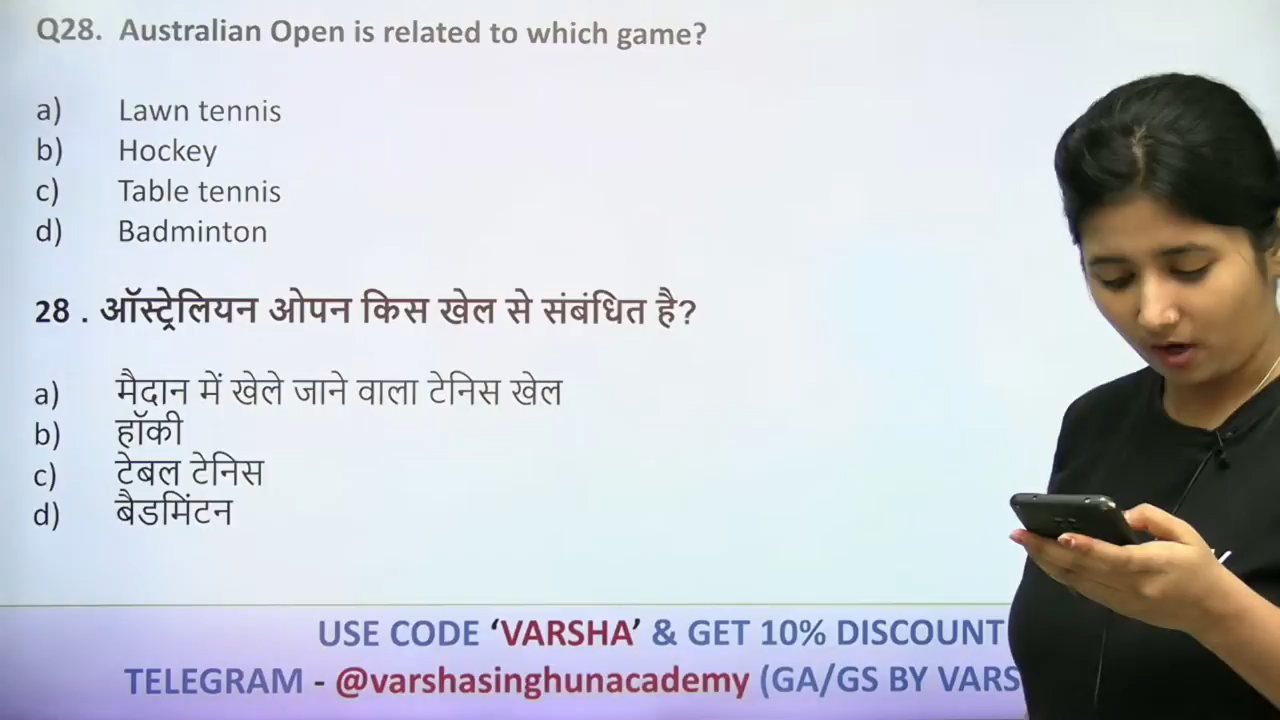 Q28. Australian Open is related to which game?
a) Lawn tennis
b) Hockey
c) Table tennis
d) Badminton
28 . ऑस्ट्रेलियन ओपन किस खेल से संबंधित है?
a) मैदान में खेले जाने वाला टेनिस खेल
b) हॉकी
c) टेबल टेनिस
d) बैडमिंटन
USE CODE ‘VARSHA’ & GET 10% DISCOUNT
TELEGRAM - @varshasinghunacademy (GA/GS BY VARS